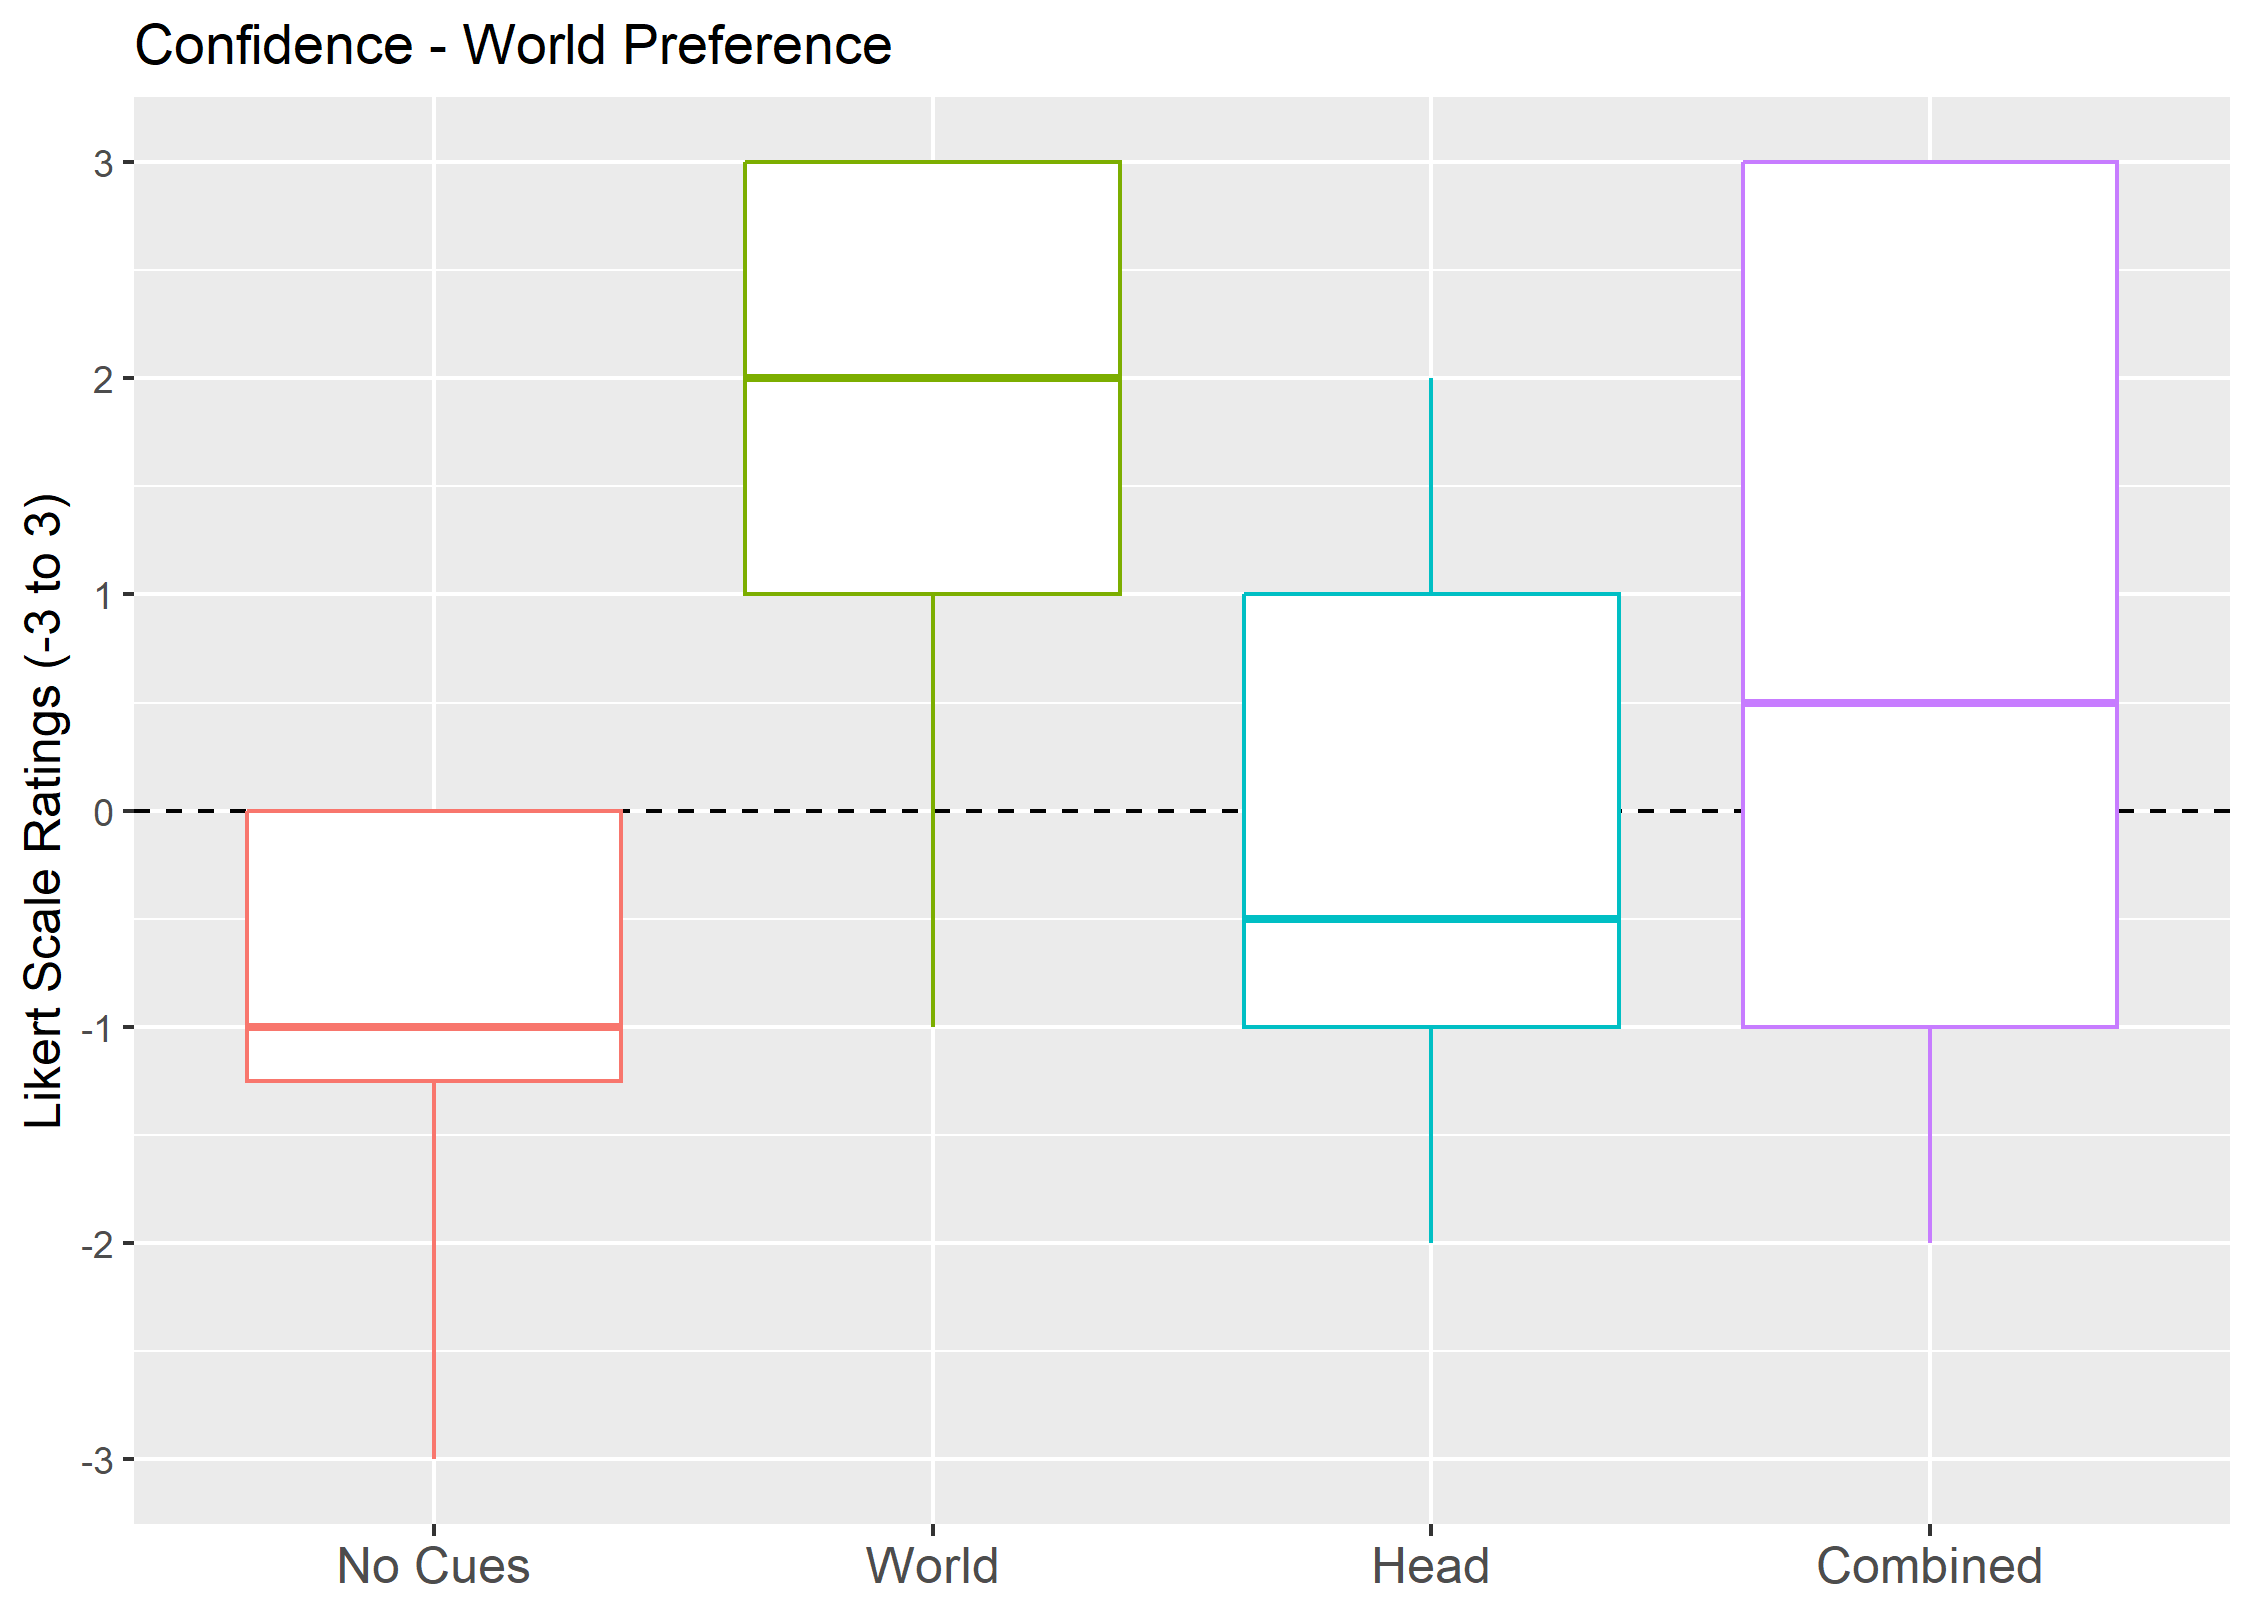 Confidence - World Preference
Likert Scale Ratings (-3 to 3)
3
2
1
0
-1
-2
-3
No Cues
World
Head
Combined